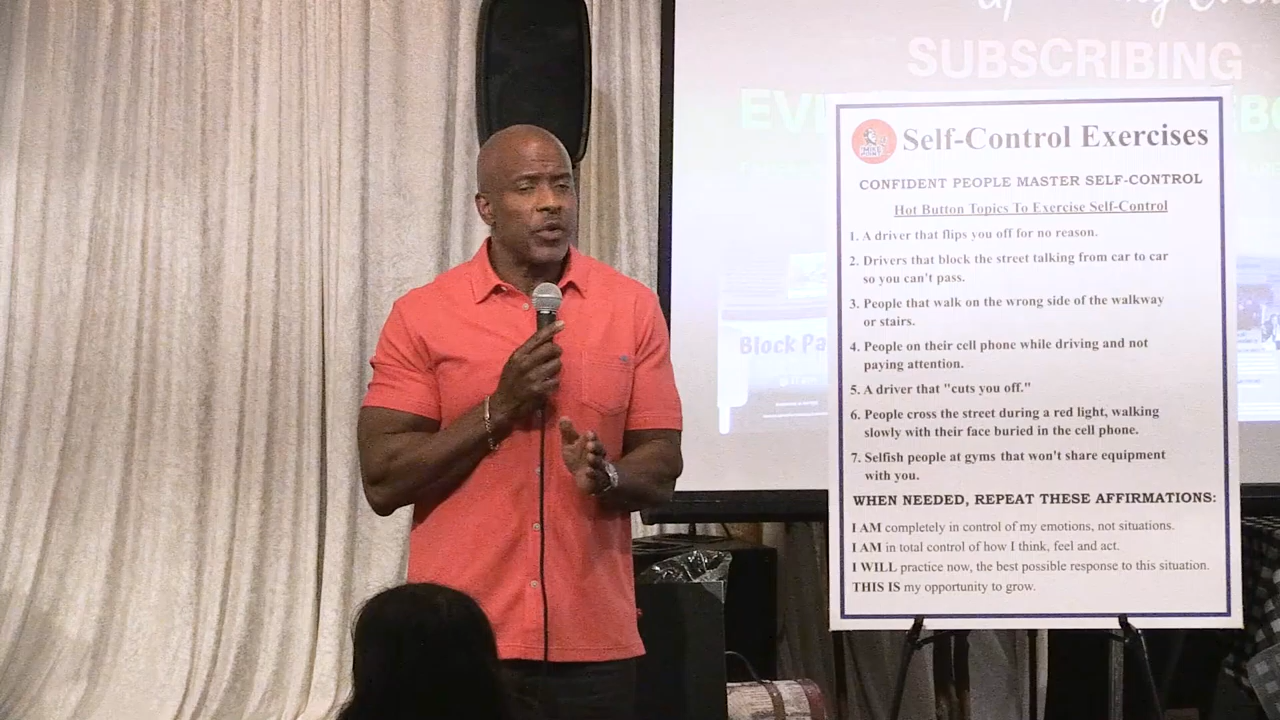 SUBSCRIBING
Self-Control Exercises
CONFIDENT PEOPLE MASTER SELF-CONTROL
Hot Button Topics To Exercise Self-Control
1. A driver that flips you off for no reason.
2. Drivers that block the street talking from car to car
so you can't pass.
3. People that walk on the wrong side of the walkway
or stairs.
4. People on their cell phone while driving and not
paying attention.
5. A driver that "cuts you off."
6. People cross the street during a red light, walking
slowly with their face buried in the cell phone.
7. Selfish people at gyms that won't share equipment
with you.
WHEN NEEDED, REPEAT THESE AFFIRMATIONS:
I AM completely in control of my emotions, not situations.
I AM in total control of how I think, feel and act.
I WILL practice now, the best possible response to this situation.
THIS IS my opportunity to grow.
Block Pa